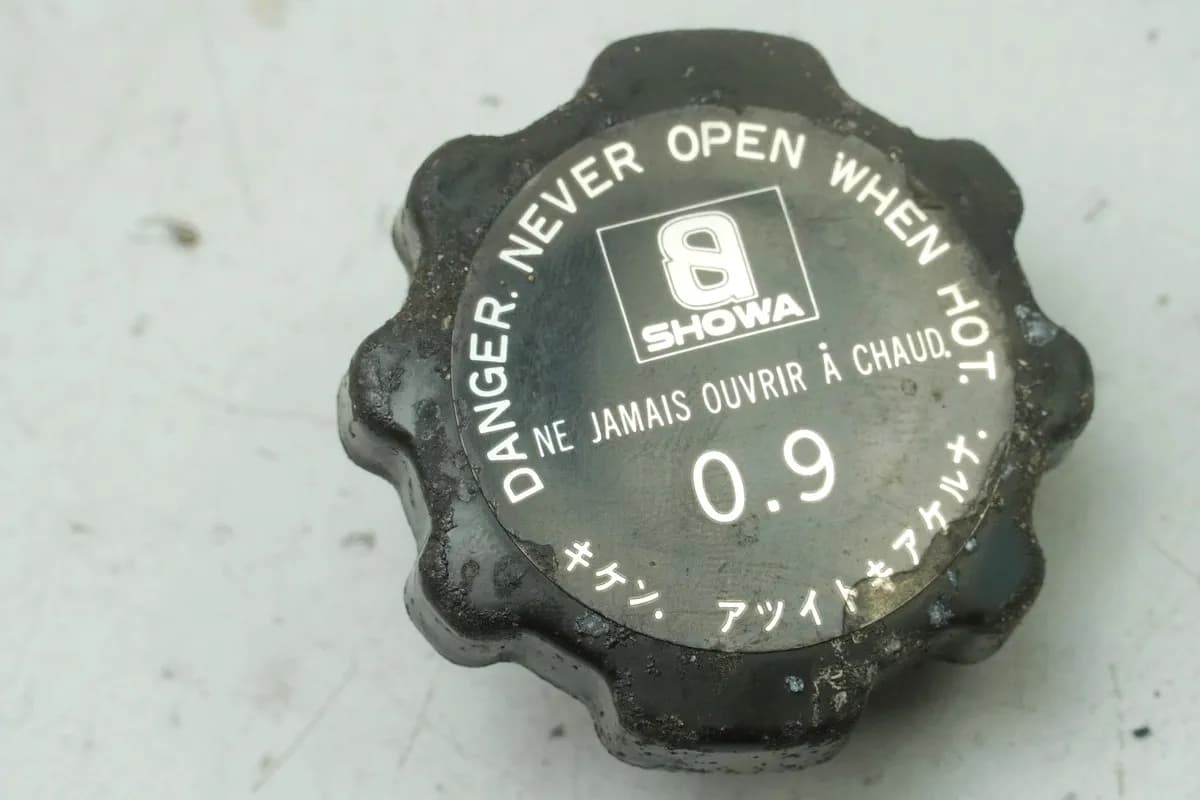 DANGER. NEVER OPEN WHEN HOT.
SHOWA
NE JAMAIS OUVRIR À CHAUD.
0.9
キケン. アツイトキアケルナ.